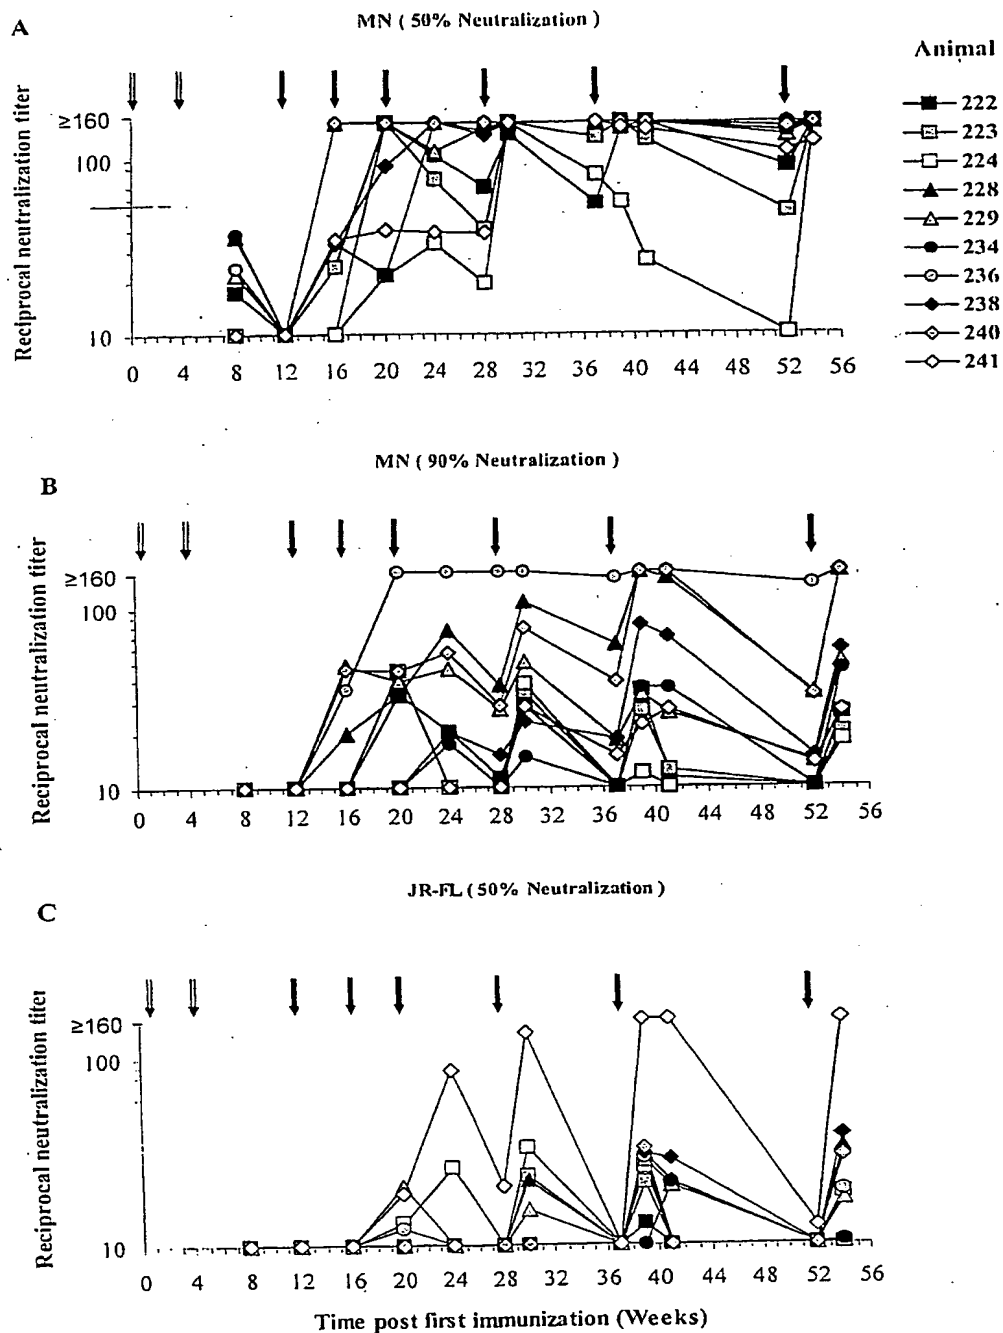 A
MN ( 50% Neutralization )
Animal
222
223
224
228
229
234
236
238
240
241
Reciprocal neutralization titer
≥160
100
10
0 4 8 12 16 20 24 28 32 36 40 44 48 52 56
B
MN ( 90% Neutralization )
Reciprocal neutralization titer
≥160
100
10
0 4 8 12 16 20 24 28 32 36 40 44 48 52 56
C
JR-FL ( 50% Neutralization )
Reciprocal neutralization titer
≥160
100
10
0 4 8 12 16 20 24 28 32 36 40 44 48 52 56
Time post first immunization (Weeks)